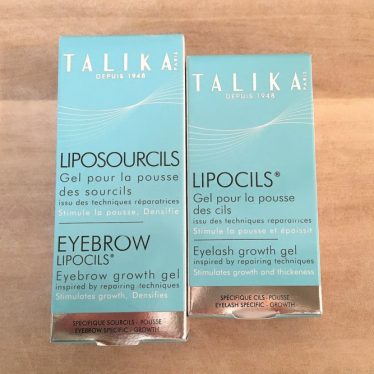 TALIKA
PARIS
DEPUIS 1948
LIPOSOURCILS
Gel pour la pousse
des sourcils
issu des techniques réparatrices
Stimule la pousse, Densifie
EYEBROW
LIPOCILS®
Eyebrow growth gel
inspired by repairing techniques
Stimulates growth, Densifies
SPÉCIFIQUE SOURCILS - POUSSE
EYEBROW SPECIFIC - GROWTH
TALIKA
PARIS
DEPUIS 1948
LIPOCILS®
Gel pour la pousse
des cils
issu des techniques réparatrices
Stimule la pousse et épaissit
Eyelash growth gel
inspired by repairing techniques
Stimulates growth and thickness
SPÉCIFIQUE CILS - POUSSE
EYELASH SPECIFIC - GROWTH